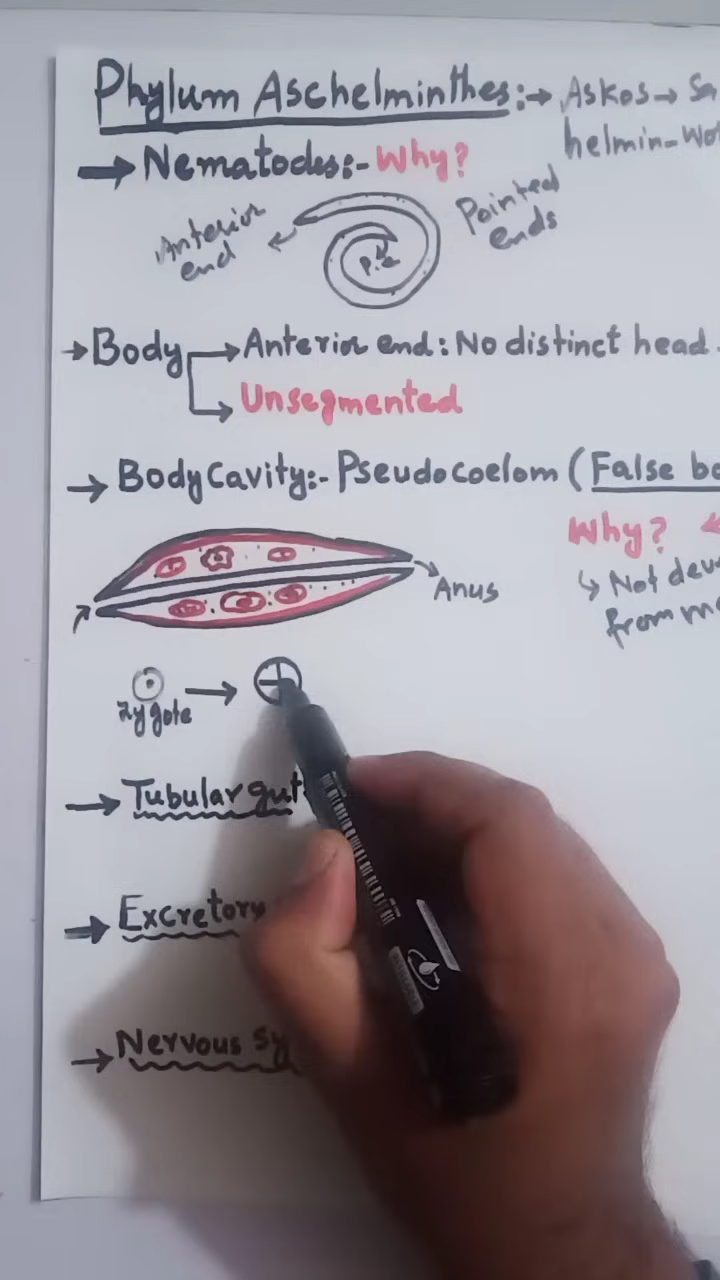 Phylum Aschelminthes:→ Askos→
helmin-
→ Nematodes:- Why?
Anterior
end
Pointed
ends
→ Body → Anterior end: No distinct head.
→ Unsegmented
→ Body Cavity:- Pseudocoelom (False
Why?
↳ Not
from
Anus
zygote →
→ Tubular gut
→ Excretory
→ Nervous